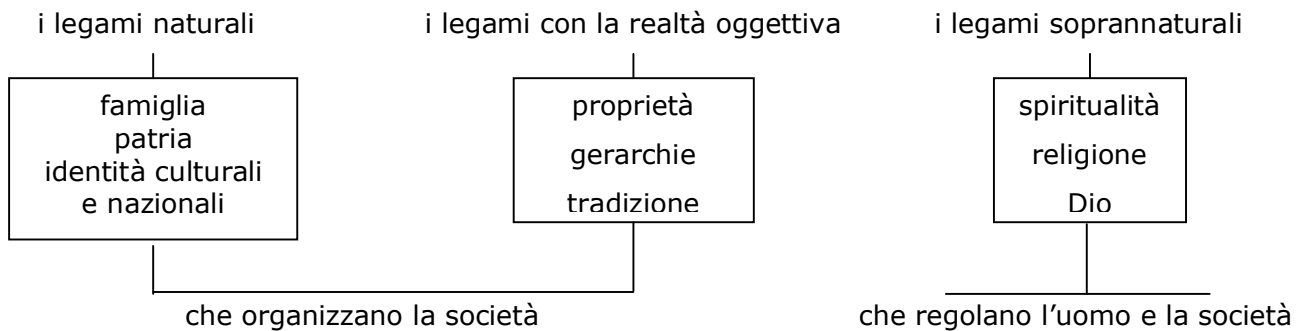 i legami naturali
i legami con la realtà oggettiva
i legami soprannaturali
famiglia
patria
identità culturali
e nazionali
proprietà
gerarchie
tradizione
spiritualità
religione
Dio
che organizzano la società
che regolano l'uomo e la società